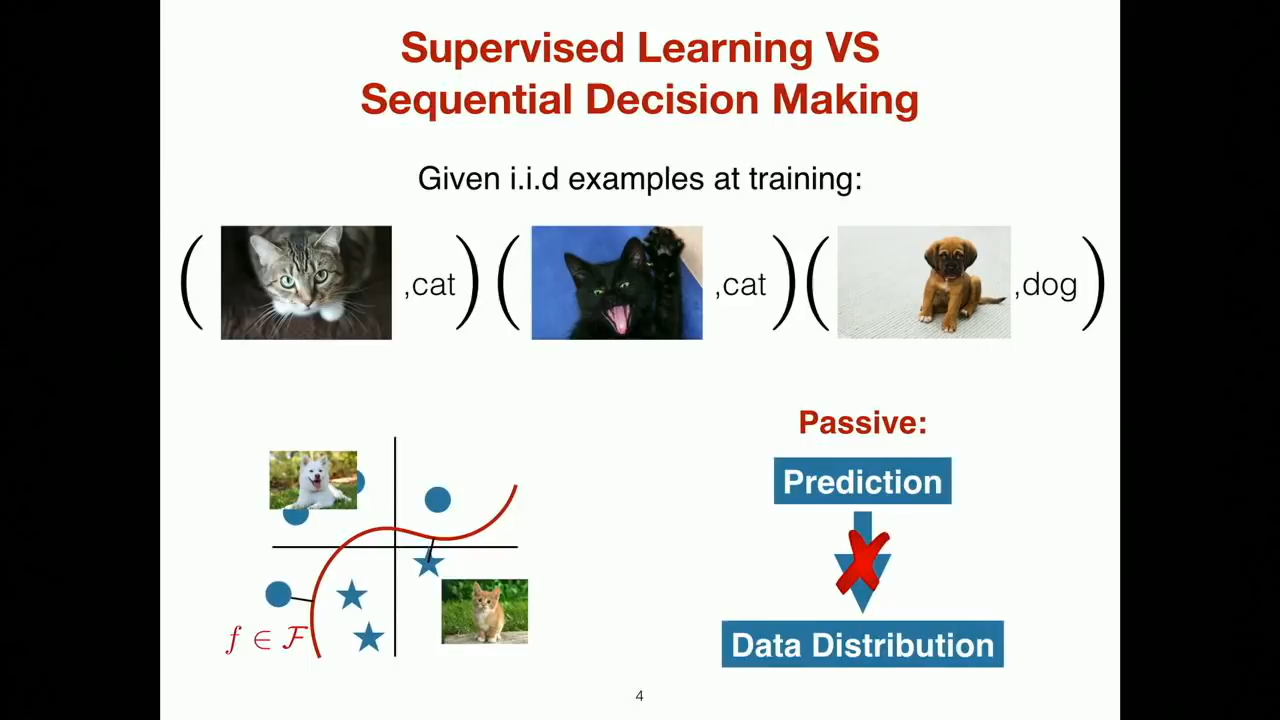 Supervised Learning VS
Sequential Decision Making
Given i.i.d examples at training:
( ,cat ) ( ,cat ) ( ,dog )
Passive:
Prediction
f ∈ ℱ
Data Distribution
4